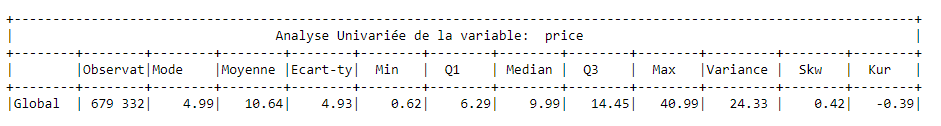 Analyse Univariée de la variable: price
| |Observat|Mode |Moyenne |Ecart-ty| Min | Q1 | Median | Q3 | Max |Variance | Skw | Kur |
|Global | 679 332| 4.99| 10.64| 4.93| 0.62| 6.29| 9.99| 14.45| 40.99| 24.33 | 0.42| -0.39|